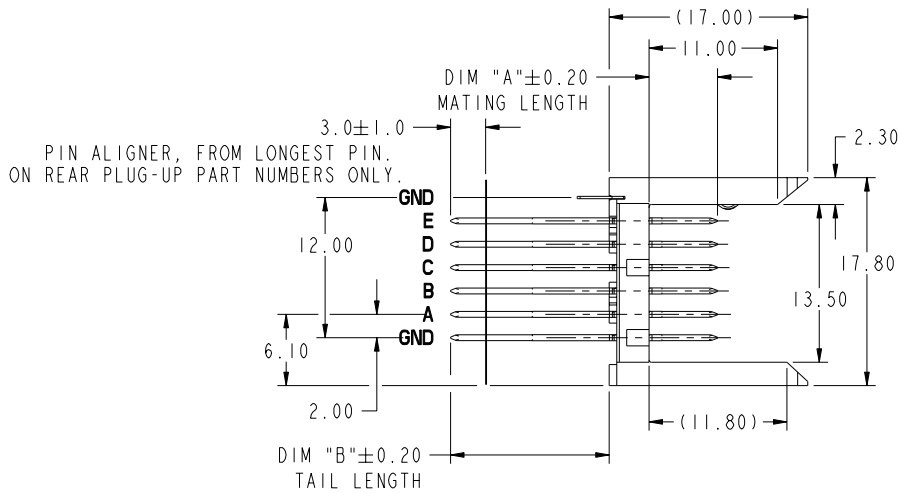 (17.00)
11.00
DIM "A"±0.20
MATING LENGTH
3.0±1.0
2.30
PIN ALIGNER, FROM LONGEST PIN.
ON REAR PLUG-UP PART NUMBERS ONLY.
GND
E
D
12.00
C
17.80
B
13.50
A
6.10
GND
2.00
(11.80)
DIM "B"±0.20
TAIL LENGTH